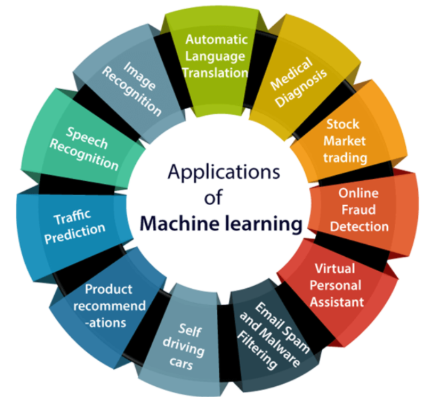 Automatic
Language
Translation
Medical
Diagnosis
Stock
Market
trading
Online
Fraud
Detection
Virtual
Personal
Assistant
Email Spam
and Malware
Filtering
Self
driving
cars
Product
recommend
-ations
Traffic
Prediction
Speech
Recognition
Image
Recognition
Applications
of
Machine learning